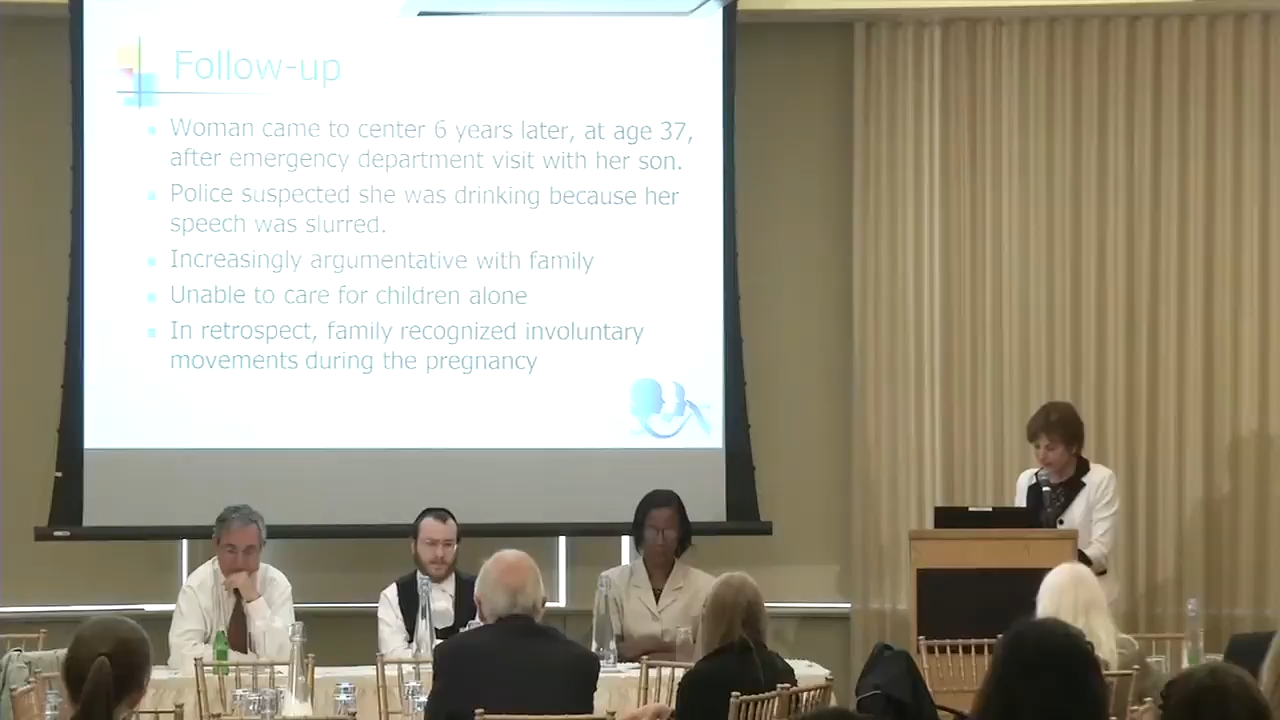 Follow-up
Woman came to center 6 years later, at age 37,
after emergency department visit with her son.
Police suspected she was drinking because her
speech was slurred.
Increasingly argumentative with family
Unable to care for children alone
In retrospect, family recognized involuntary
movements during the pregnancy